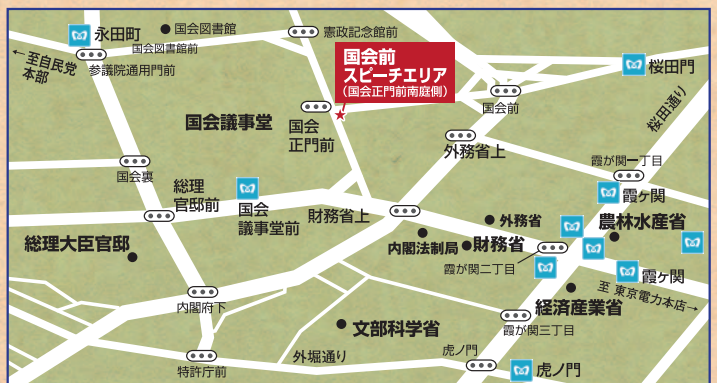 永田町
国会図書館
憲政記念館前
国会図書館前
← 至自民党
本部
参議院通用門前
国会前
スピーチエリア
(国会正門前南庭側)
桜田門
桜田通り
国会前
国会議事堂
国会
正門前
外務省上
霞が関一丁目
国会裏
総理
官邸前
国会
議事堂前
財務省上
霞ヶ関
外務省
農林水産省
総理大臣官邸
内閣法制局
財務省
霞が関二丁目
霞ヶ関
至 東京電力本店→
内閣府下
経済産業省
文部科学省
霞が関三丁目
外堀通り
虎ノ門
特許庁前
虎ノ門